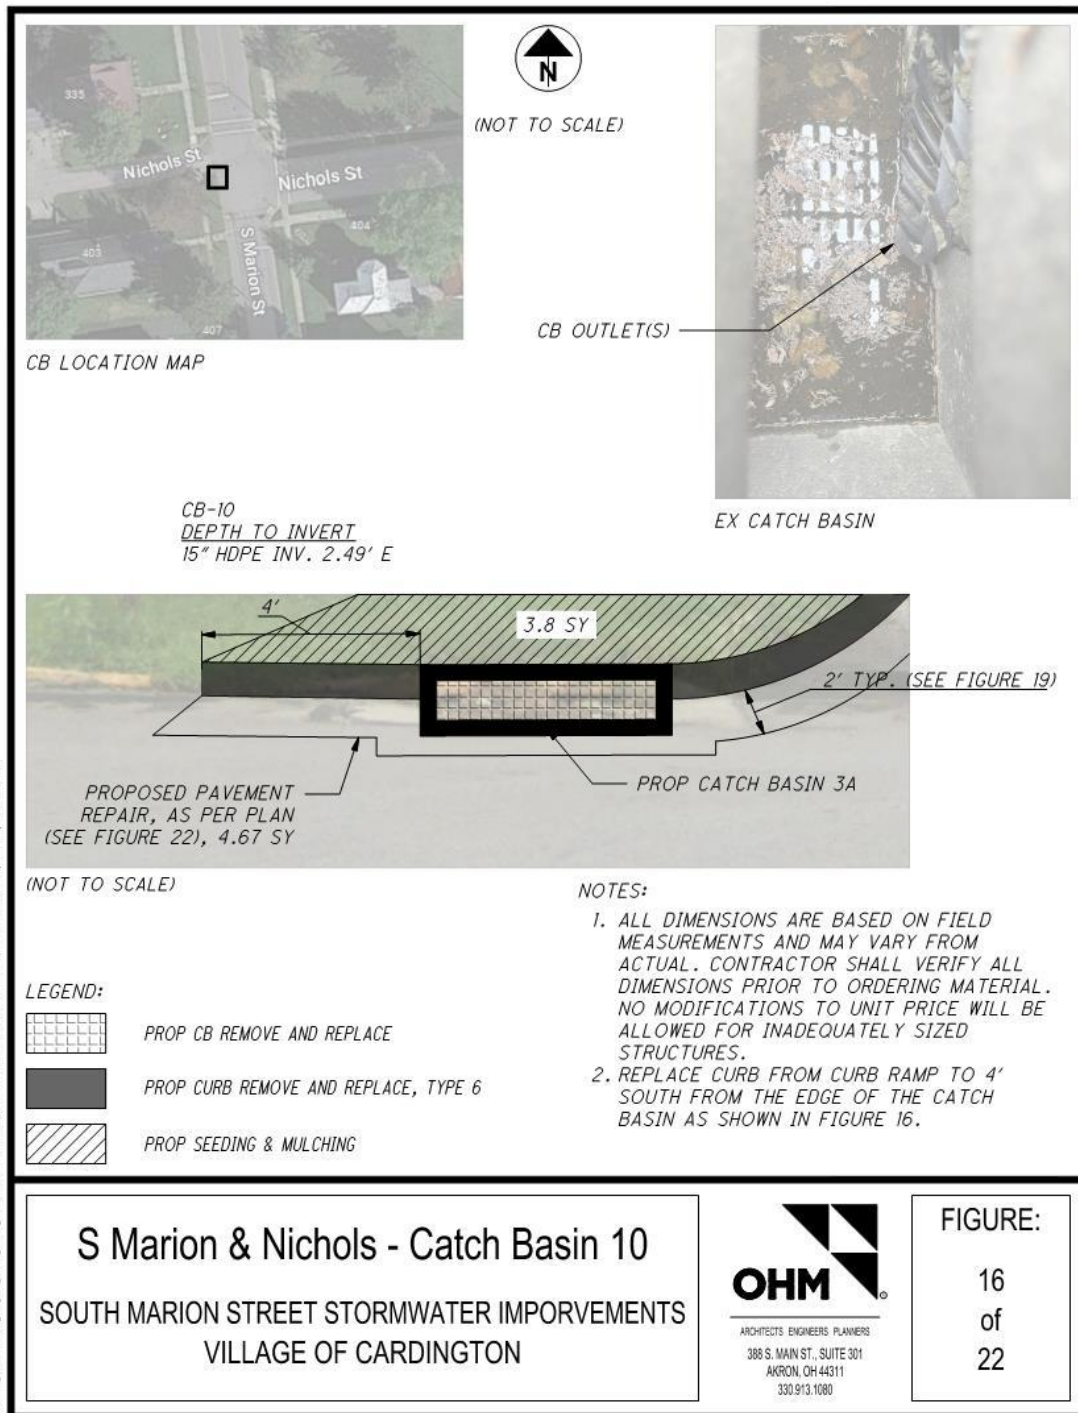 335
Nichols St
Nichols St
S Marion St
404
403
407
N
(NOT TO SCALE)
CB LOCATION MAP
CB OUTLET(S)
EX CATCH BASIN
CB-10
DEPTH TO INVERT
15" HDPE INV. 2.49' E
4'
3.8 SY
2' TYP. (SEE FIGURE 19)
PROP CATCH BASIN 3A
PROPOSED PAVEMENT
REPAIR, AS PER PLAN
(SEE FIGURE 22), 4.67 SY
(NOT TO SCALE)
NOTES:
1. ALL DIMENSIONS ARE BASED ON FIELD
MEASUREMENTS AND MAY VARY FROM
ACTUAL. CONTRACTOR SHALL VERIFY ALL
DIMENSIONS PRIOR TO ORDERING MATERIAL.
NO MODIFICATIONS TO UNIT PRICE WILL BE
ALLOWED FOR INADEQUATELY SIZED
STRUCTURES.
2. REPLACE CURB FROM CURB RAMP TO 4'
SOUTH FROM THE EDGE OF THE CATCH
BASIN AS SHOWN IN FIGURE 16.
LEGEND:
PROP CB REMOVE AND REPLACE
PROP CURB REMOVE AND REPLACE, TYPE 6
PROP SEEDING & MULCHING
S Marion & Nichols - Catch Basin 10
SOUTH MARION STREET STORMWATER IMPORVEMENTS
VILLAGE OF CARDINGTON
OHM
ARCHITECTS ENGINEERS PLANNERS
388 S. MAIN ST., SUITE 301
AKRON, OH 44311
330.913.1080
FIGURE:
16
of
22